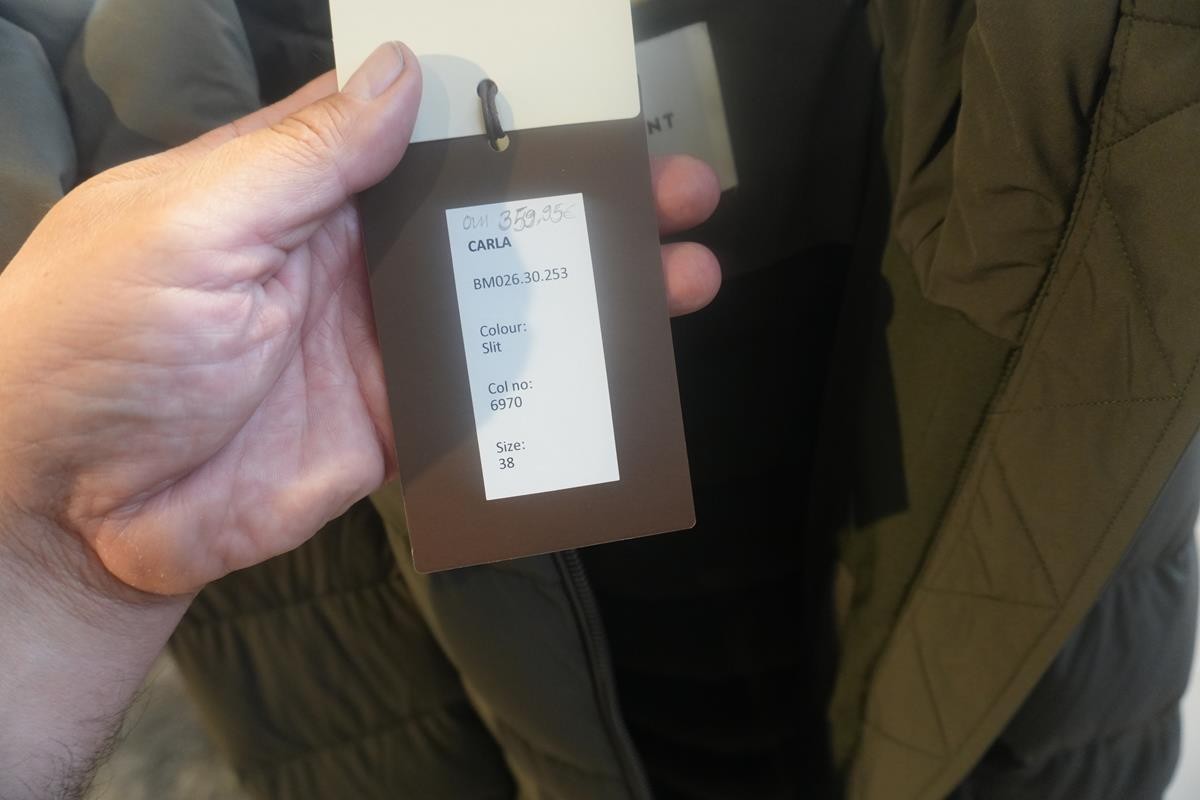 359,95€
CARLA
BM026.30.253
Colour:
Slit
Col no:
6970
Size:
38
NT